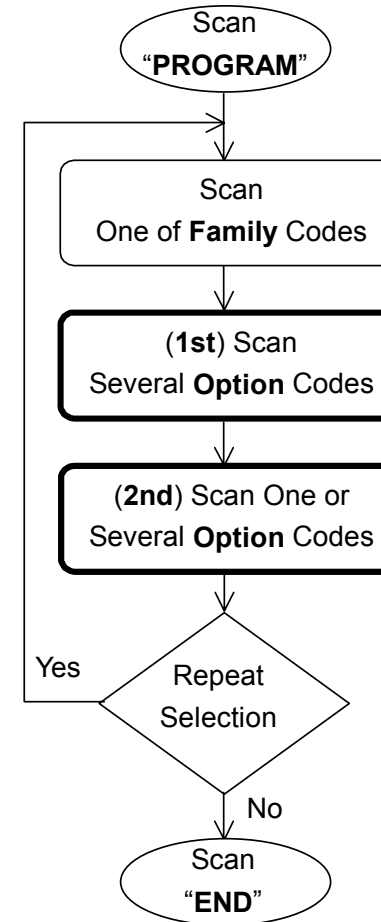 Scan
“PROGRAM”
Scan
One of Family Codes
(1st) Scan
Several Option Codes
(2nd) Scan One or
Several Option Codes
Yes
Repeat
Selection
No
Scan
“END”